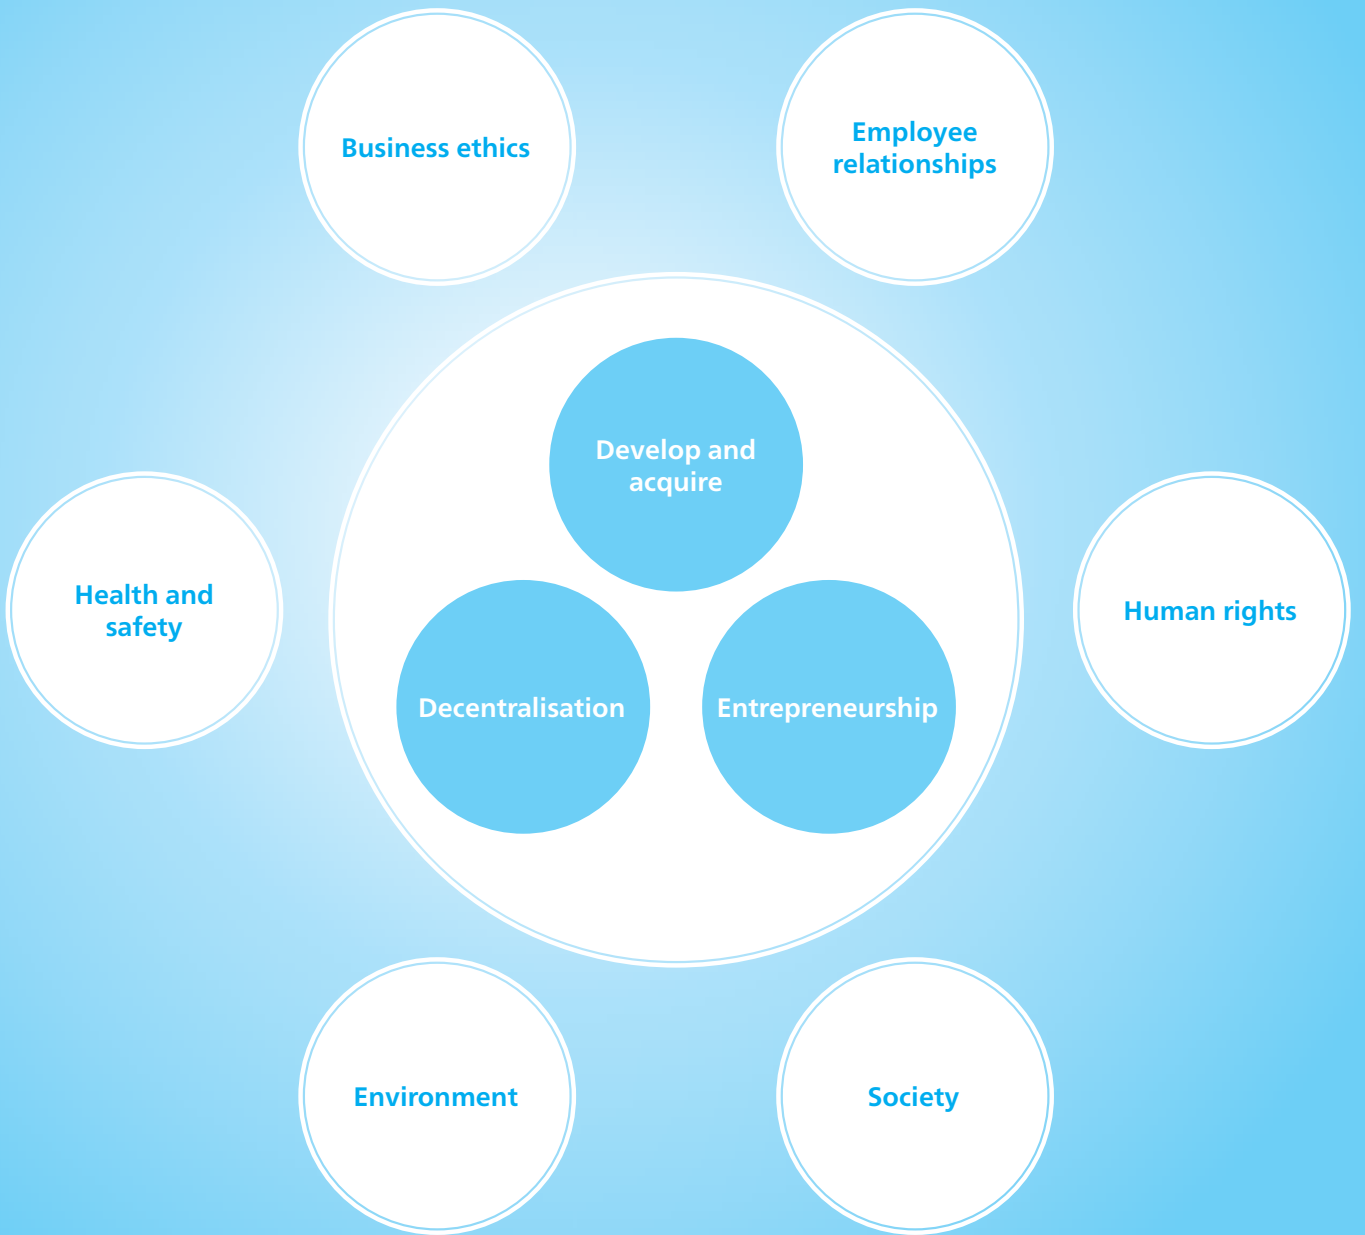 Business ethics
Employee
relationships
Develop and
acquire
Health and
safety
Human rights
Decentralisation
Entrepreneurship
Environment
Society